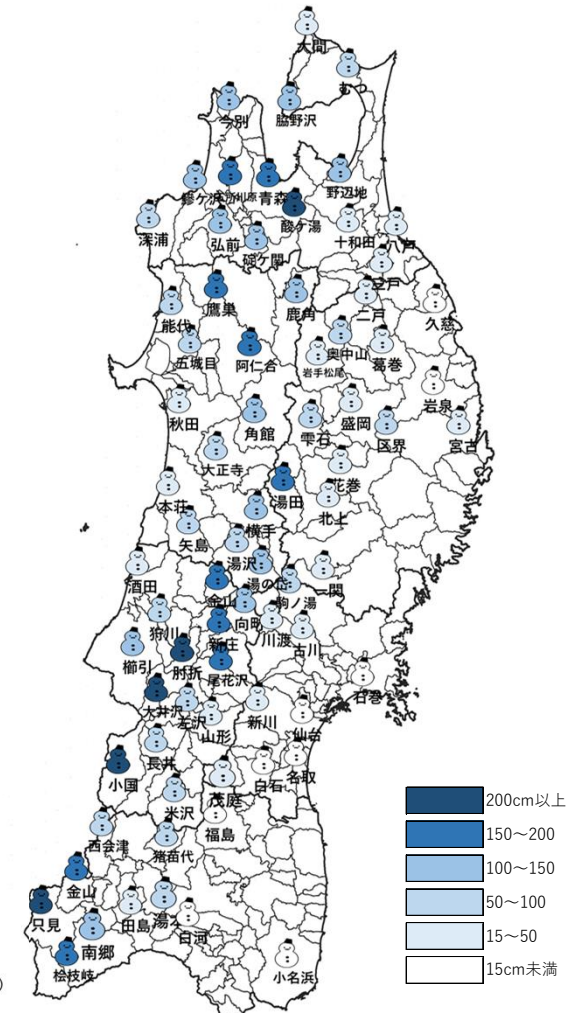 大間
むつ
今別
脇野沢
鰺ケ沢
五所川原
青森
野辺地
酸ケ湯
深浦
弘前
碇ケ関
十和田
八戸
三戸
能代
鷹巣
鹿角
二戸
久慈
五城目
阿仁合
奥中山
葛巻
岩手松尾
岩泉
秋田
角館
雫石
盛岡
区界
宮古
大正寺
花巻
本荘
湯田
北上
矢島
横手
湯沢
湯の岱
酒田
金山
駒ノ湯
一関
狩川
新庄
向町
川渡
古川
櫛引
肘折
尾花沢
石巻
大井沢
左沢
山形
新川
仙台
長井
小国
白石
名取
米沢
茂庭
福島
西会津
猪苗代
金山
只見
田島
白河
南郷
桧枝岐
小名浜
200cm以上
150～200
100～150
50～100
15～50
15cm未満